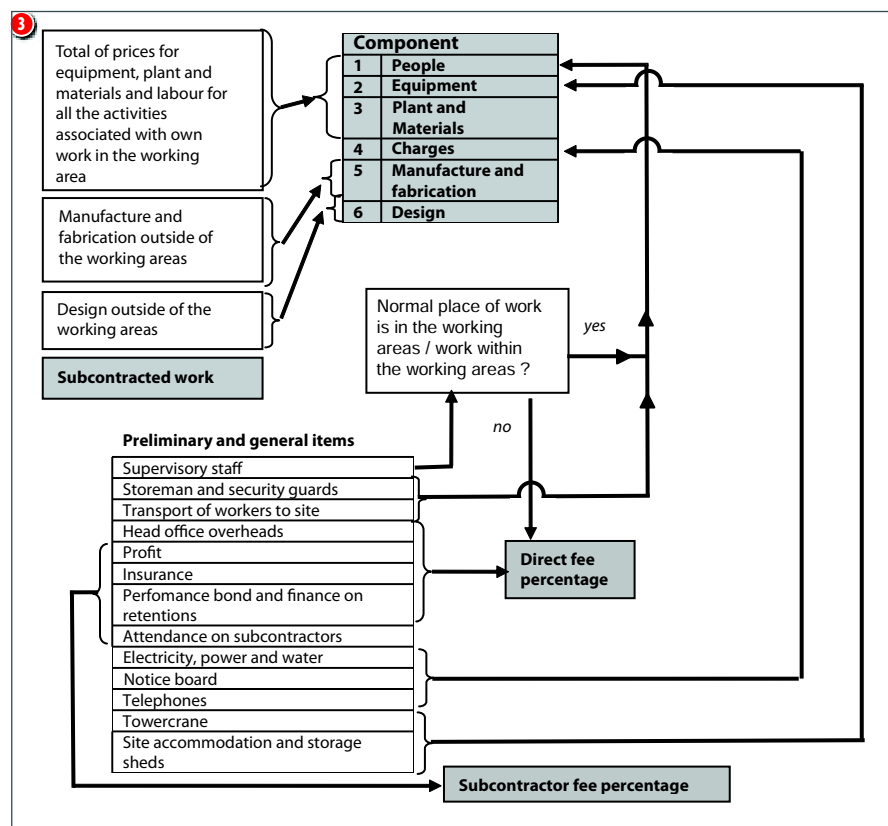 3
Total of prices for
equipment, plant and
materials and labour for
all the activities
associated with own
work in the working
area
Manufacture and
fabrication outside of
the working areas
Design outside of the
working areas
Subcontracted work
Component
1 People
2 Equipment
3 Plant and
Materials
4 Charges
5 Manufacture and
fabrication
6 Design
Normal place of work
is in the working
areas / work within
the working areas ?
yes
no
Preliminary and general items
Supervisory staff
Storeman and security guards
Transport of workers to site
Head office overheads
Profit
Insurance
Perfomance bond and finance on
retentions
Attendance on subcontractors
Electricity, power and water
Notice board
Telephones
Towercrane
Site accommodation and storage
sheds
Direct fee
percentage
Subcontractor fee percentage